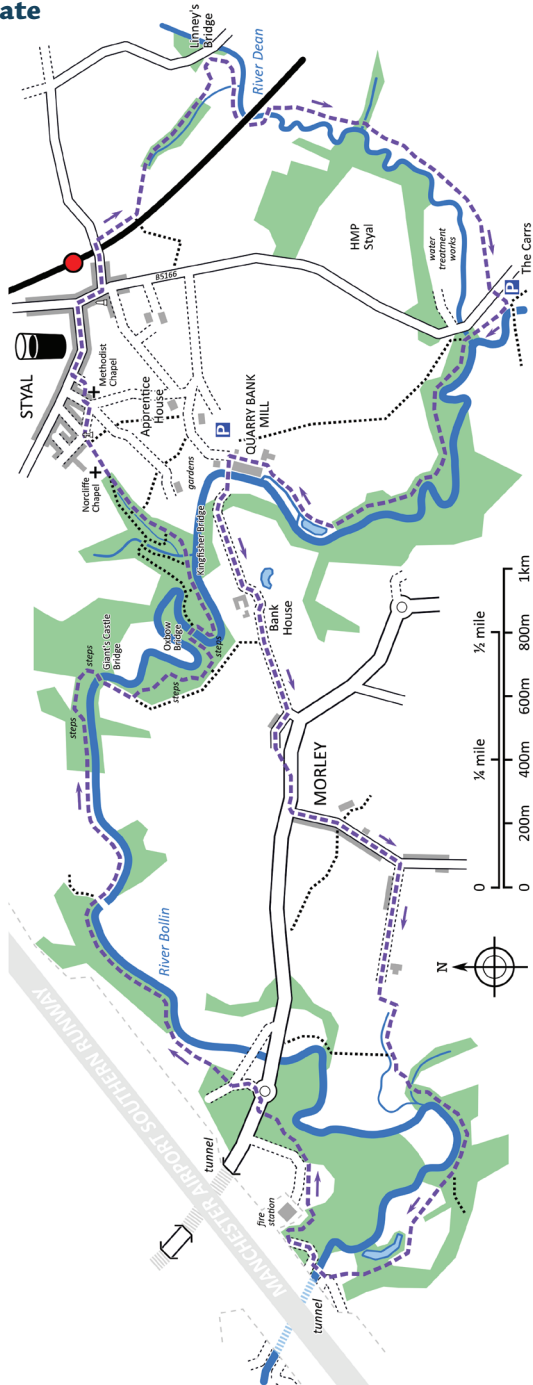 ate
Linney's
Bridge
River Dean
HMP
Styal
water
treatment
works
P
The Carrs
B5166
STYAL
Methodist
Chapel
Norcliffe
Chapel
Apprentice
House
P
QUARRY BANK
MILL
gardens
Kingfisher Bridge
Oxbow
Bridge
Giant's Castle
Bridge
steps
steps
steps
steps
Bank
House
MORLEY
River Bollin
MANCHESTER AIRPORT SOUTHERN RUNWAY
tunnel
fire
station
tunnel
N
0
¼ mile
½ mile
0
200m
400m
600m
800m
1km